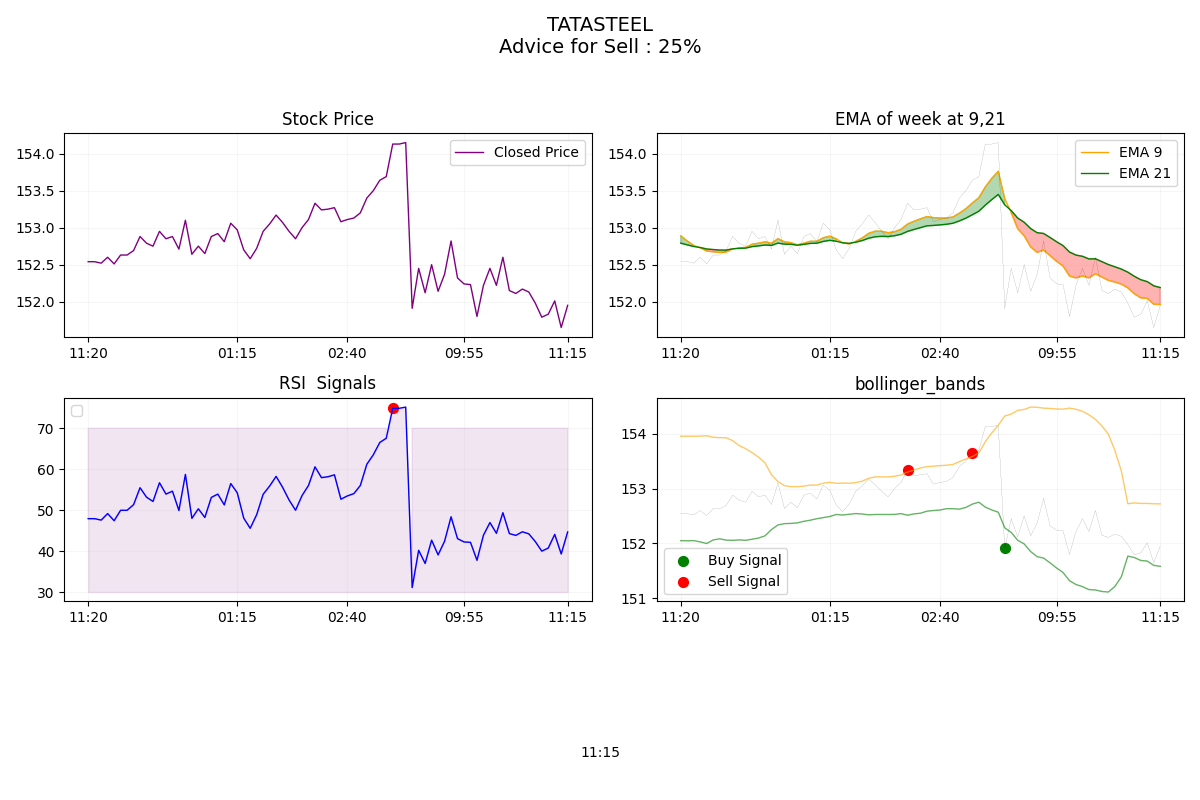 TATASTEEL
Advice for Sell : 25%
Stock Price
154.0
153.5
153.0
152.5
152.0
Closed Price
11:20 01:15 02:40 09:55 11:15
EMA of week at 9,21
154.0
153.5
153.0
152.5
152.0
EMA 9
EMA 21
11:20 01:15 02:40 09:55 11:15
RSI  Signals
70
60
50
40
30
11:20 01:15 02:40 09:55 11:15
bollinger_bands
154
153
152
151
Buy Signal
Sell Signal
11:20 01:15 02:40 09:55 11:15
11:15